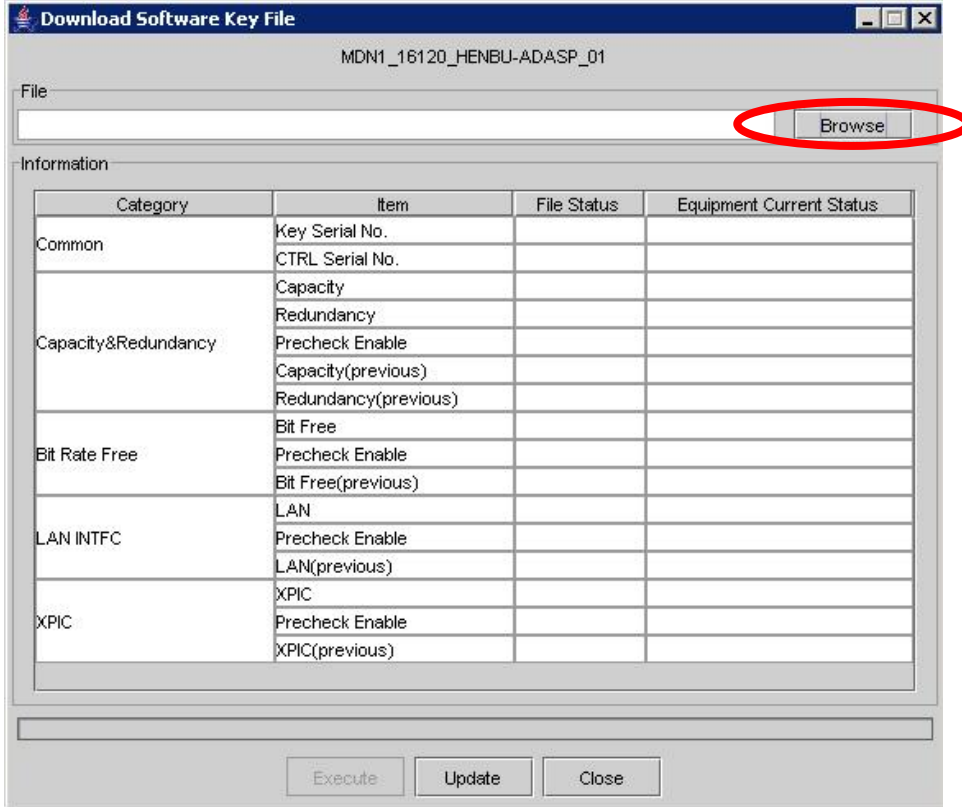 Download Software Key File
MDN1_16120_HENBU-ADASP_01
File
Browse
Information
Category Item File Status Equipment Current Status
Common
Key Serial No.
CTRL Serial No.
Capacity&Redundancy
Capacity
Redundancy
Precheck Enable
Capacity(previous)
Redundancy(previous)
Bit Rate Free
Bit Free
Precheck Enable
Bit Free(previous)
LAN INTFC
LAN
Precheck Enable
LAN(previous)
XPIC
XPIC
Precheck Enable
XPIC(previous)
Execute Update Close